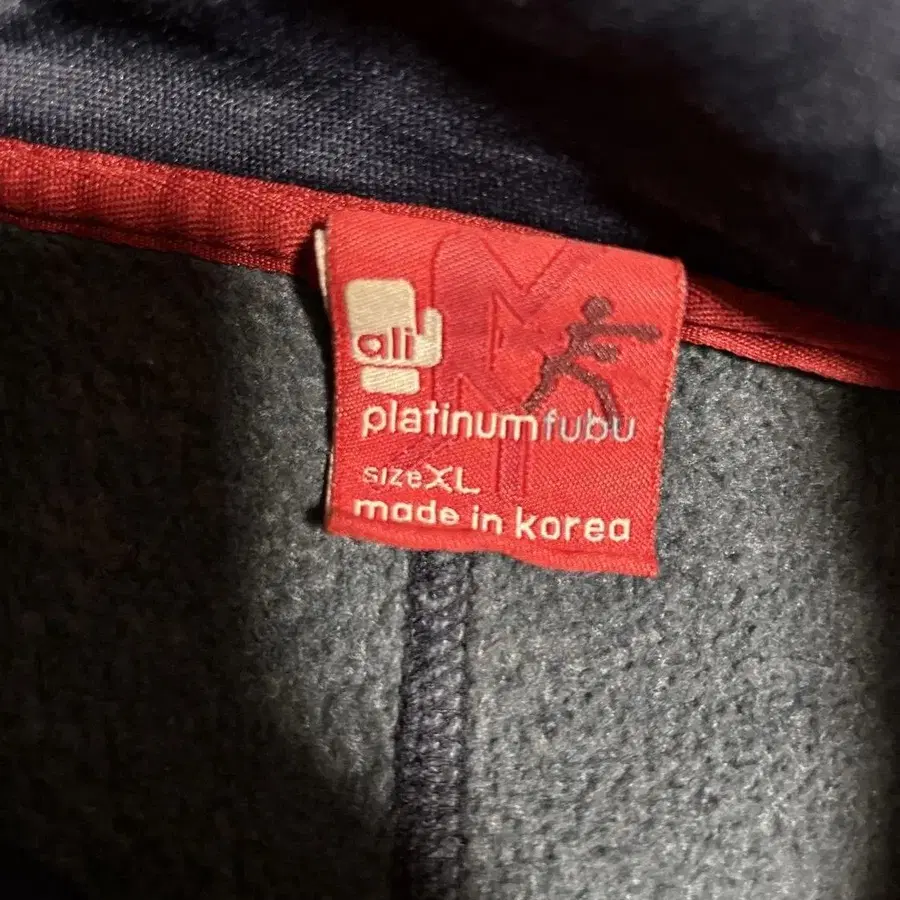 ali
platinumfubu
sizeXL
made in korea